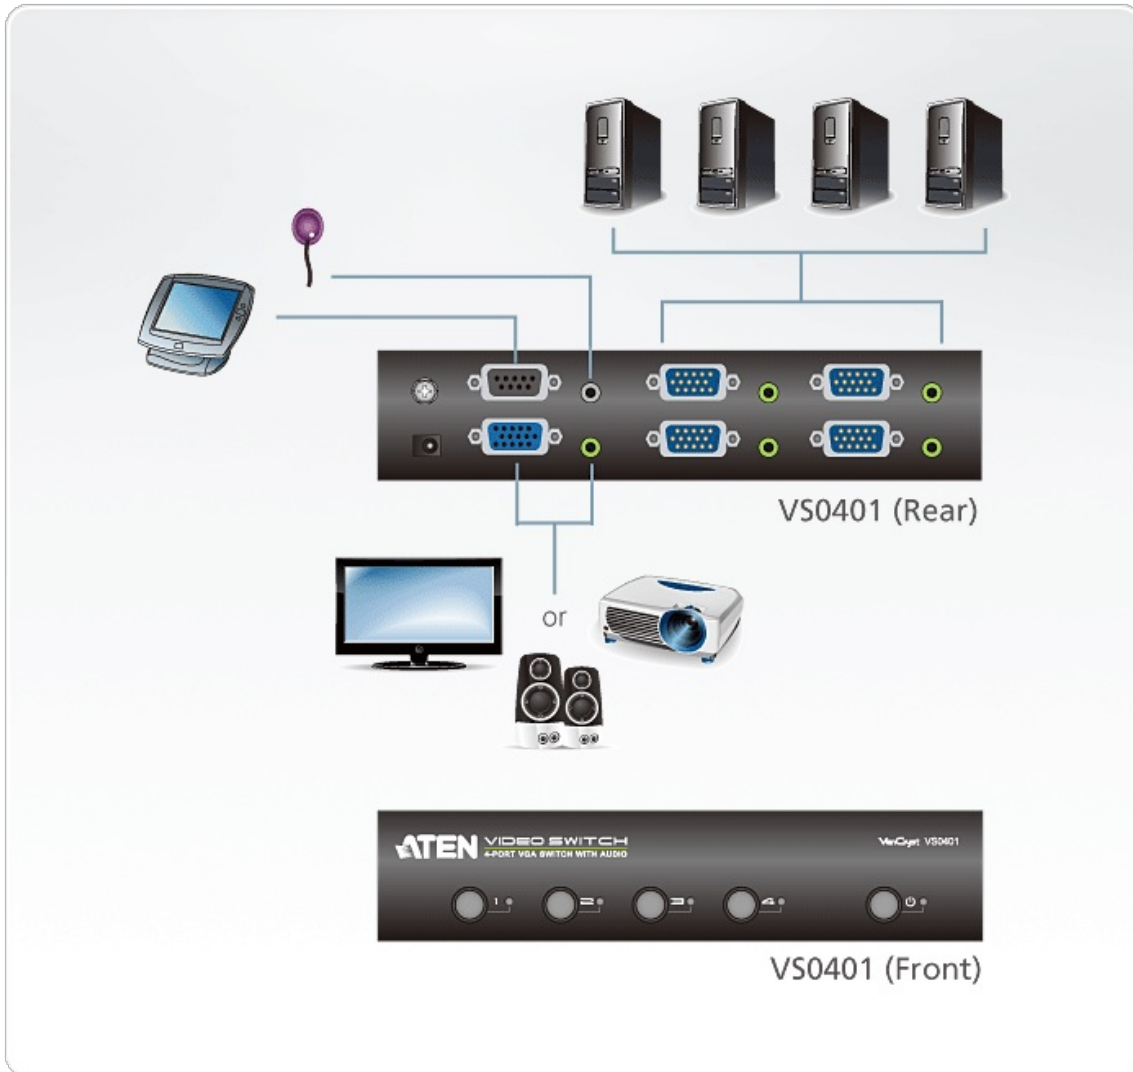 VS0401 (Rear)
or
ATEN VIDEO SWITCH
4-PORT VGA SWITCH WITH AUDIO
VanCryst VS0401
1 2 3 4
VS0401 (Front)